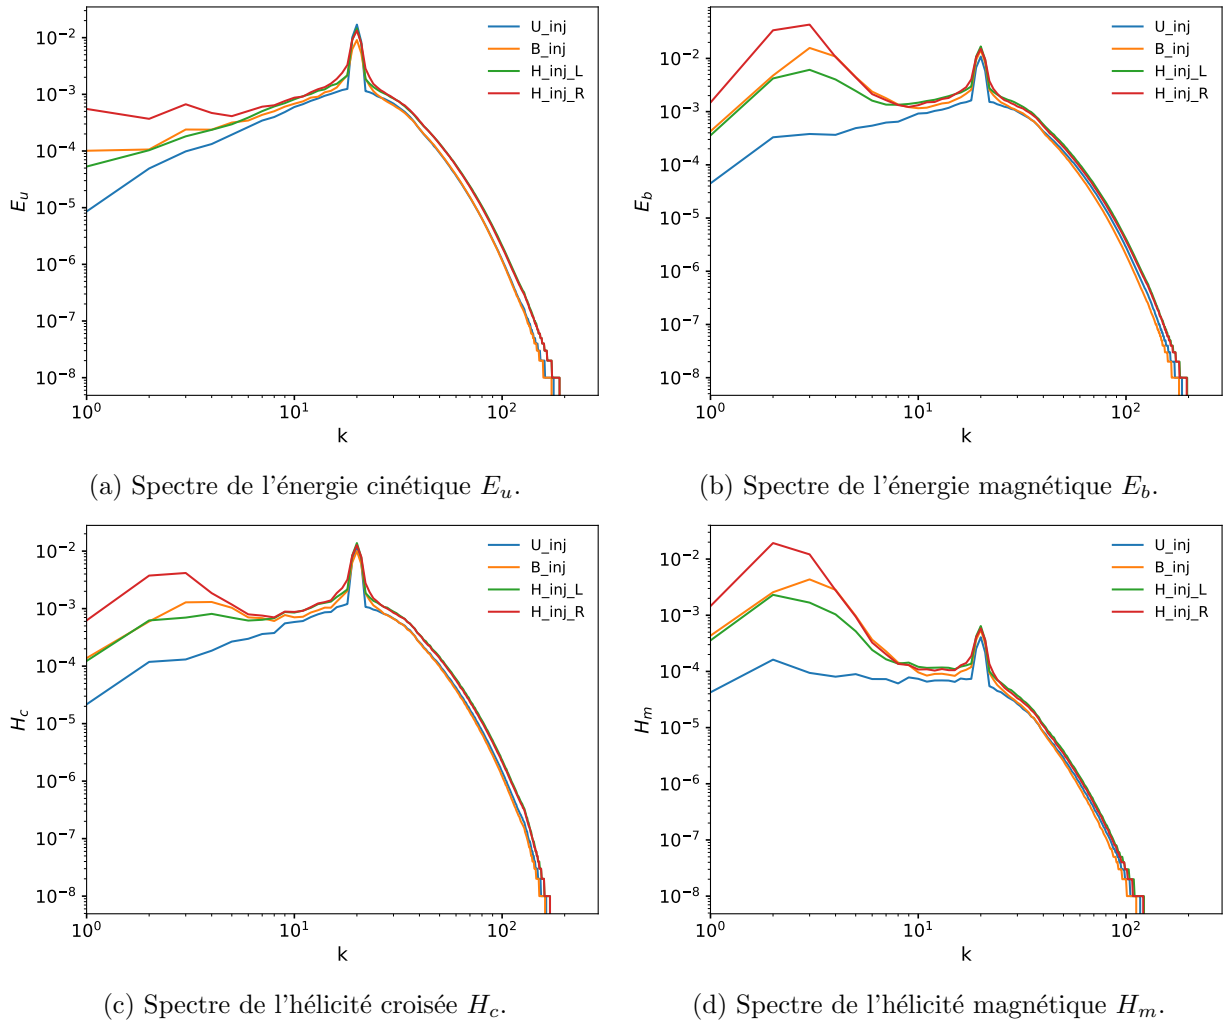 U_inj
B_inj
H_inj_L
H_inj_R
E_u
10^-2
10^-3
10^-4
10^-5
10^-6
10^-7
10^-8
10^0 10^1 10^2
k
(a) Spectre de l'énergie cinétique E_u.
U_inj
B_inj
H_inj_L
H_inj_R
E_b
10^-2
10^-3
10^-4
10^-5
10^-6
10^-7
10^-8
10^0 10^1 10^2
k
(b) Spectre de l'énergie magnétique E_b.
U_inj
B_inj
H_inj_L
H_inj_R
H_c
10^-2
10^-3
10^-4
10^-5
10^-6
10^-7
10^-8
10^0 10^1 10^2
k
(c) Spectre de l'hélicité croisée H_c.
U_inj
B_inj
H_inj_L
H_inj_R
H_m
10^-2
10^-3
10^-4
10^-5
10^-6
10^-7
10^-8
10^0 10^1 10^2
k
(d) Spectre de l'hélicité magnétique H_m.